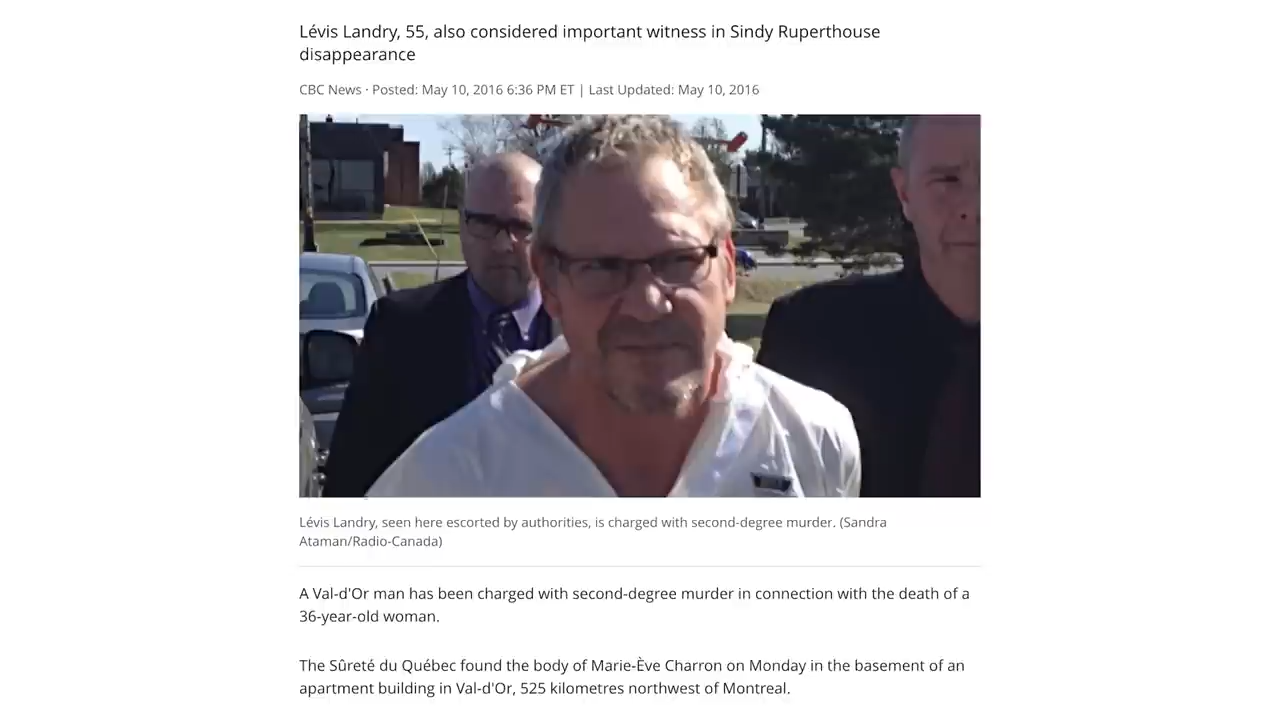 Lévis Landry, 55, also considered important witness in Sindy Ruperthouse
disappearance
CBC News · Posted: May 10, 2016 6:36 PM ET | Last Updated: May 10, 2016
Lévis Landry, seen here escorted by authorities, is charged with second-degree murder. (Sandra
Ataman/Radio-Canada)
A Val-d'Or man has been charged with second-degree murder in connection with the death of a
36-year-old woman.
The Sûreté du Québec found the body of Marie-Ève Charron on Monday in the basement of an
apartment building in Val-d'Or, 525 kilometres northwest of Montreal.